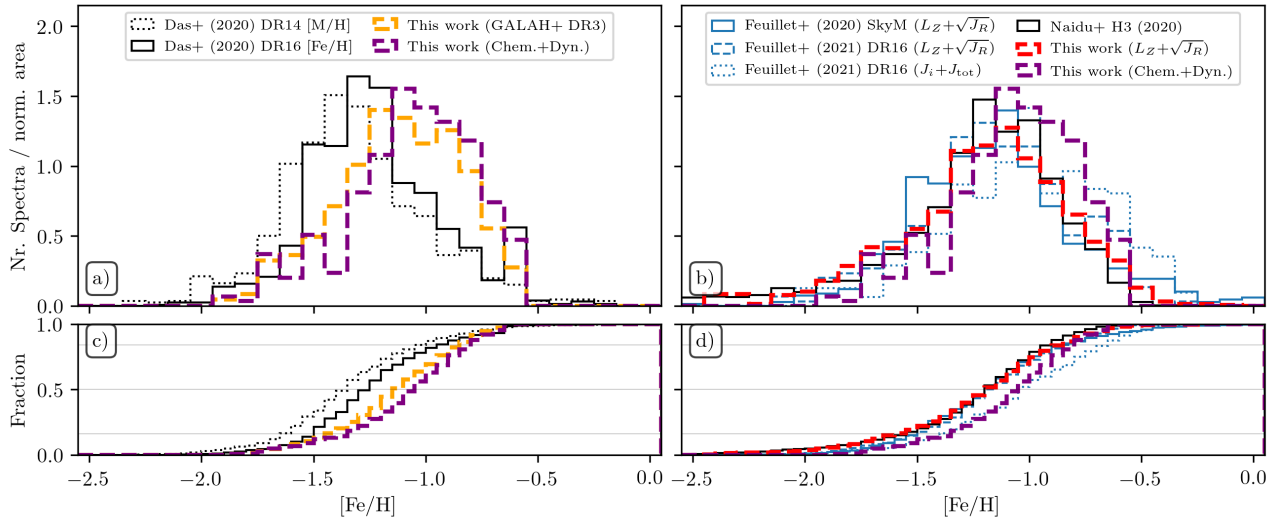 Das+ (2020) DR14 [M/H]
Das+ (2020) DR16 [Fe/H]
This work (GALAH+ DR3)
This work (Chem.+Dyn.)
Feuillet+ (2020) SkyM (L_Z+√J_R)
Feuillet+ (2021) DR16 (L_Z+√J_R)
Feuillet+ (2021) DR16 (J_i+J_tot)
Naidu+ H3 (2020)
This work (L_Z+√J_R)
This work (Chem.+Dyn.)
Nr. Spectra / norm. area
2.0
1.5
1.0
0.5
0.0
a)
b)
Fraction
1.0
0.5
0.0
c)
d)
−2.5 −2.0 −1.5 −1.0 −0.5 0.0
−2.5 −2.0 −1.5 −1.0 −0.5 0.0
[Fe/H]
[Fe/H]